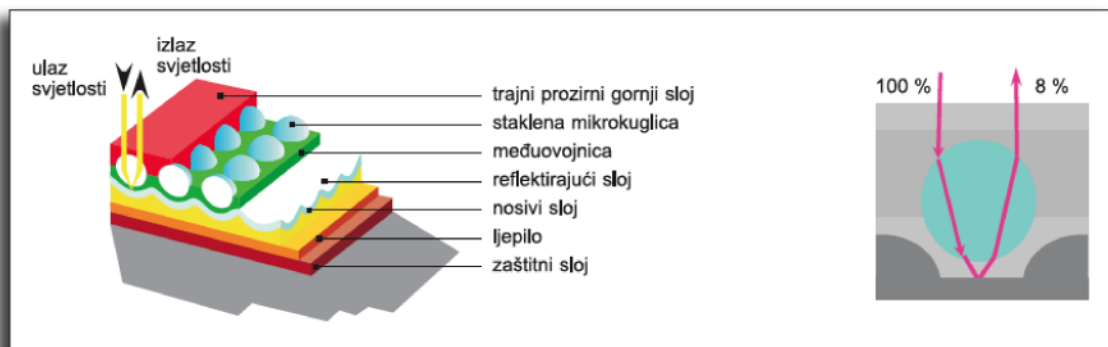 izlaz
svjetlosti
ulaz
svjetlosti
trajni prozirni gornji sloj
staklena mikrokuglica
međuovojnica
reflektirajući sloj
nosivi sloj
ljepilo
zaštitni sloj
100 %
8 %